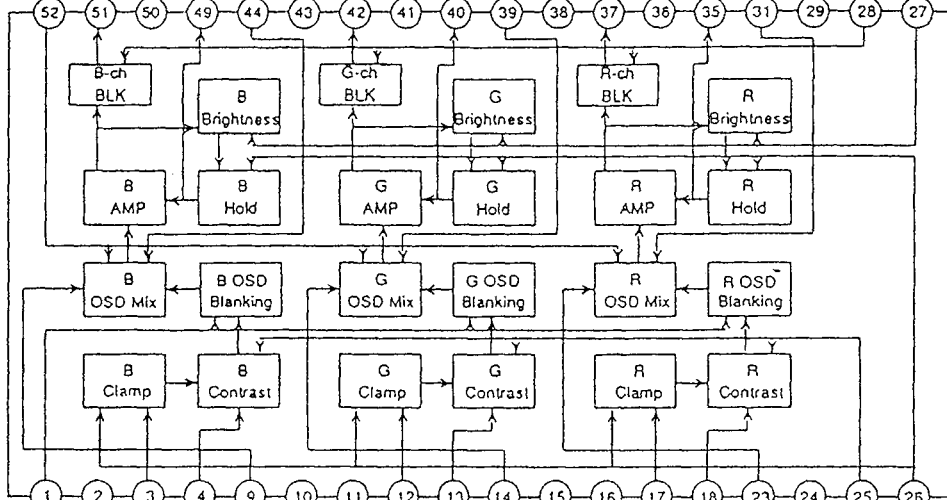 52 51 50 49 44 43 42 41 40 39 38 37 36 35 31 29 28 27
B-ch
BLK
G-ch
BLK
R-ch
BLK
B
Brightness
G
Brightness
R
Brightness
B
AMP
B
Hold
G
AMP
G
Hold
R
AMP
R
Hold
B
OSD Mix
B OSD
Blanking
G
OSD Mix
G OSD
Blanking
R
OSD Mix
R OSD
Blanking
B
Clamp
B
Contrast
G
Clamp
G
Contrast
R
Clamp
R
Contrast
1 2 3 4 9 10 11 12 13 14 15 16 17 18 23 24 25 26